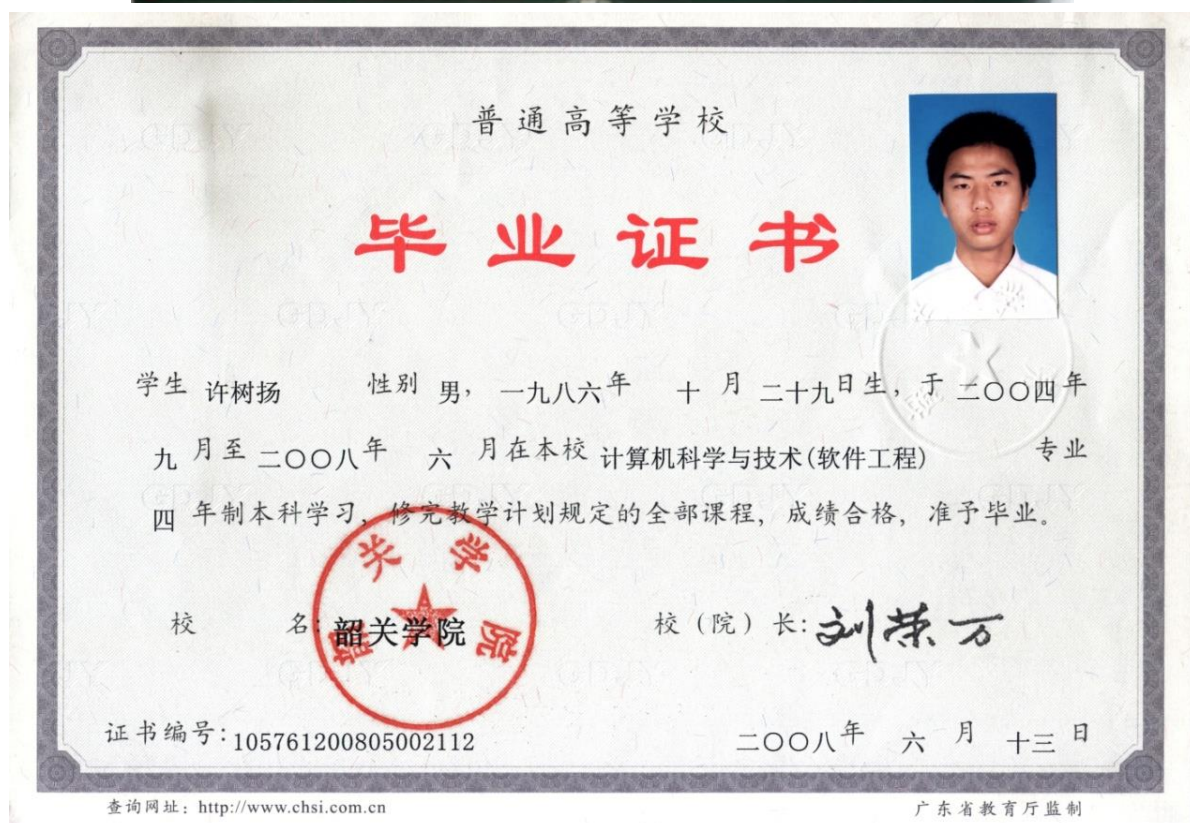 普通高等学校
毕业证书
学生 许树扬 性别 男，一九八六年 十 月 二十九日生，于 二〇〇四年
九 月至 二〇〇八年 六 月在本校 计算机科学与技术(软件工程) 专业
四 年制本科学习，修完教学计划规定的全部课程，成绩合格，准予毕业。
校 名：韶关学院 校（院）长：刘荣万
韶关学院
证书编号：105761200805002112 二〇〇八年 六 月 十三 日
查询网址：http://www.chsi.com.cn 广东省教育厅监制